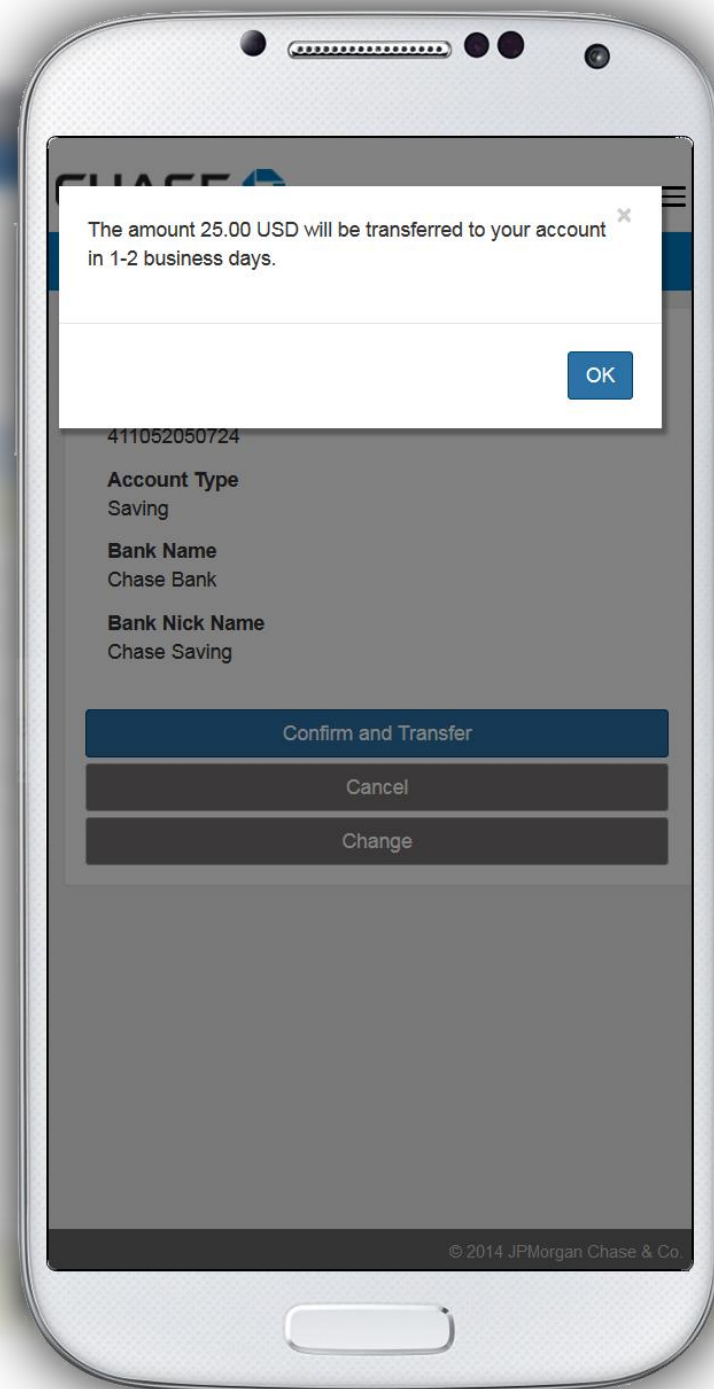 CHASE
The amount 25.00 USD will be transferred to your account
in 1-2 business days.
×
OK
411052050724
Account Type
Saving
Bank Name
Chase Bank
Bank Nick Name
Chase Saving
Confirm and Transfer
Cancel
Change
© 2014 JPMorgan Chase & Co.